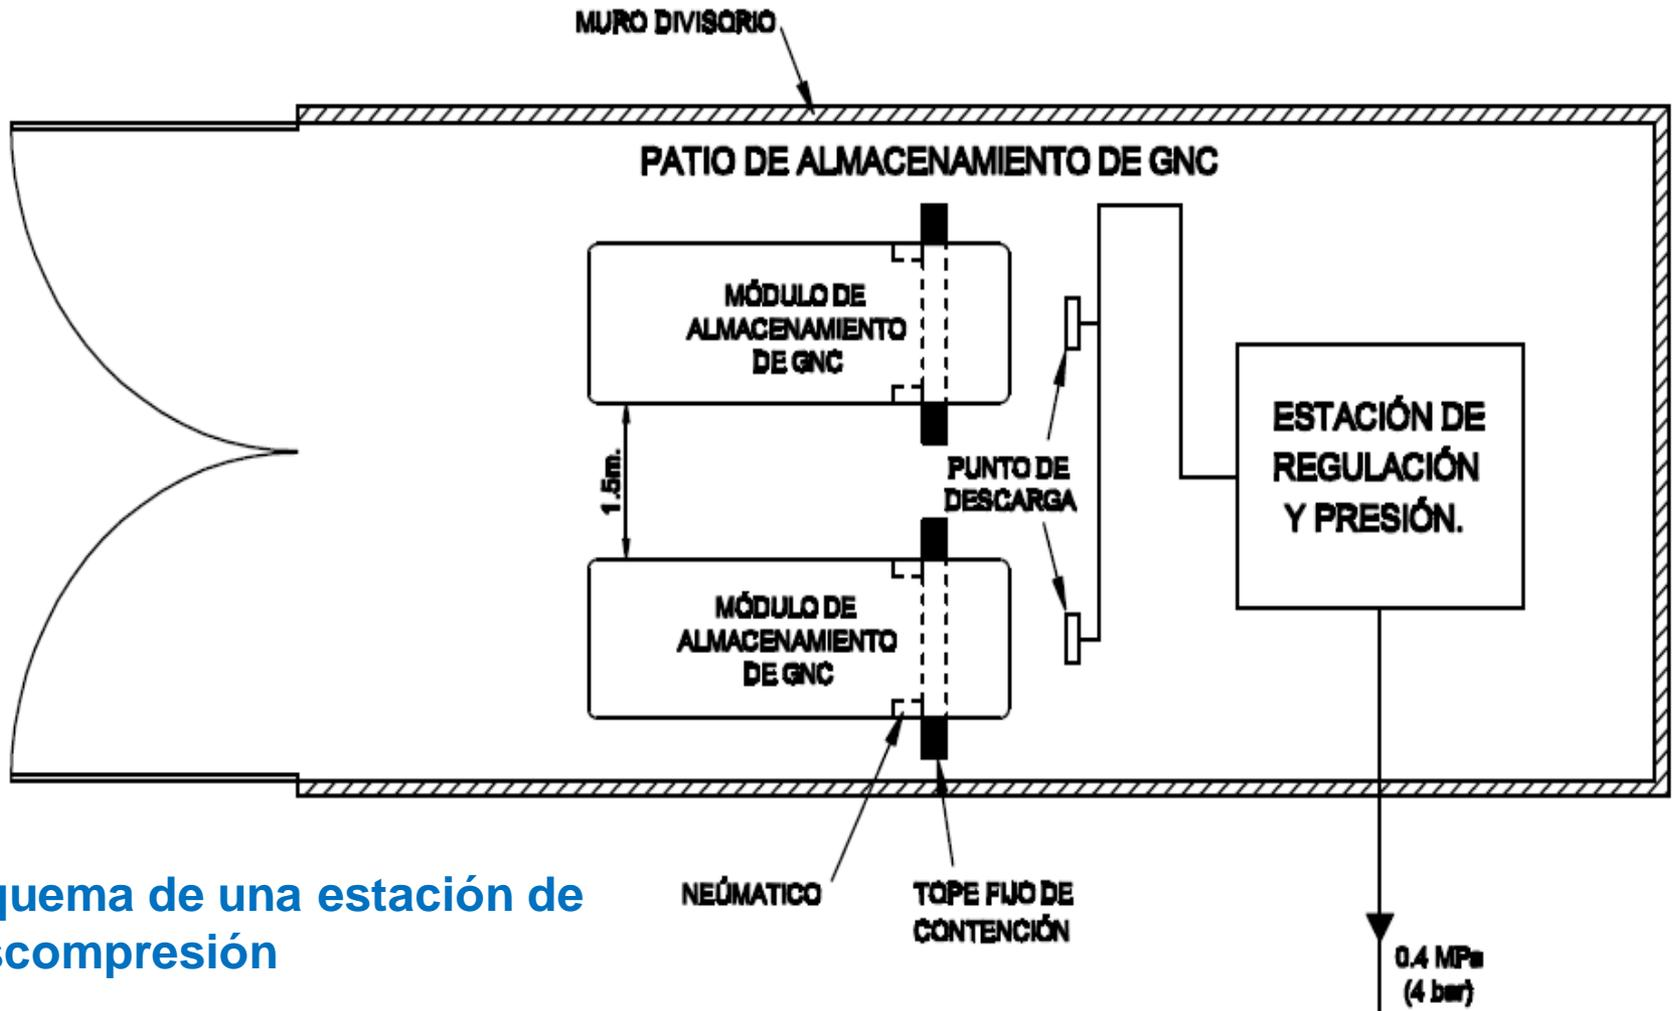 MURO DIVISORIO
PATIO DE ALMACENAMIENTO DE GNC
MÓDULO DE
ALMACENAMIENTO
DE GNC
1.5m.
PUNTO DE
DESCARGA
ESTACIÓN DE
REGULACIÓN
Y PRESIÓN.
MÓDULO DE
ALMACENAMIENTO
DE GNC
NEÚMATICO
TOPE FIJO DE
CONTENCIÓN
quema de una estación de
scompresión
0.4 MPa
(4 bar)